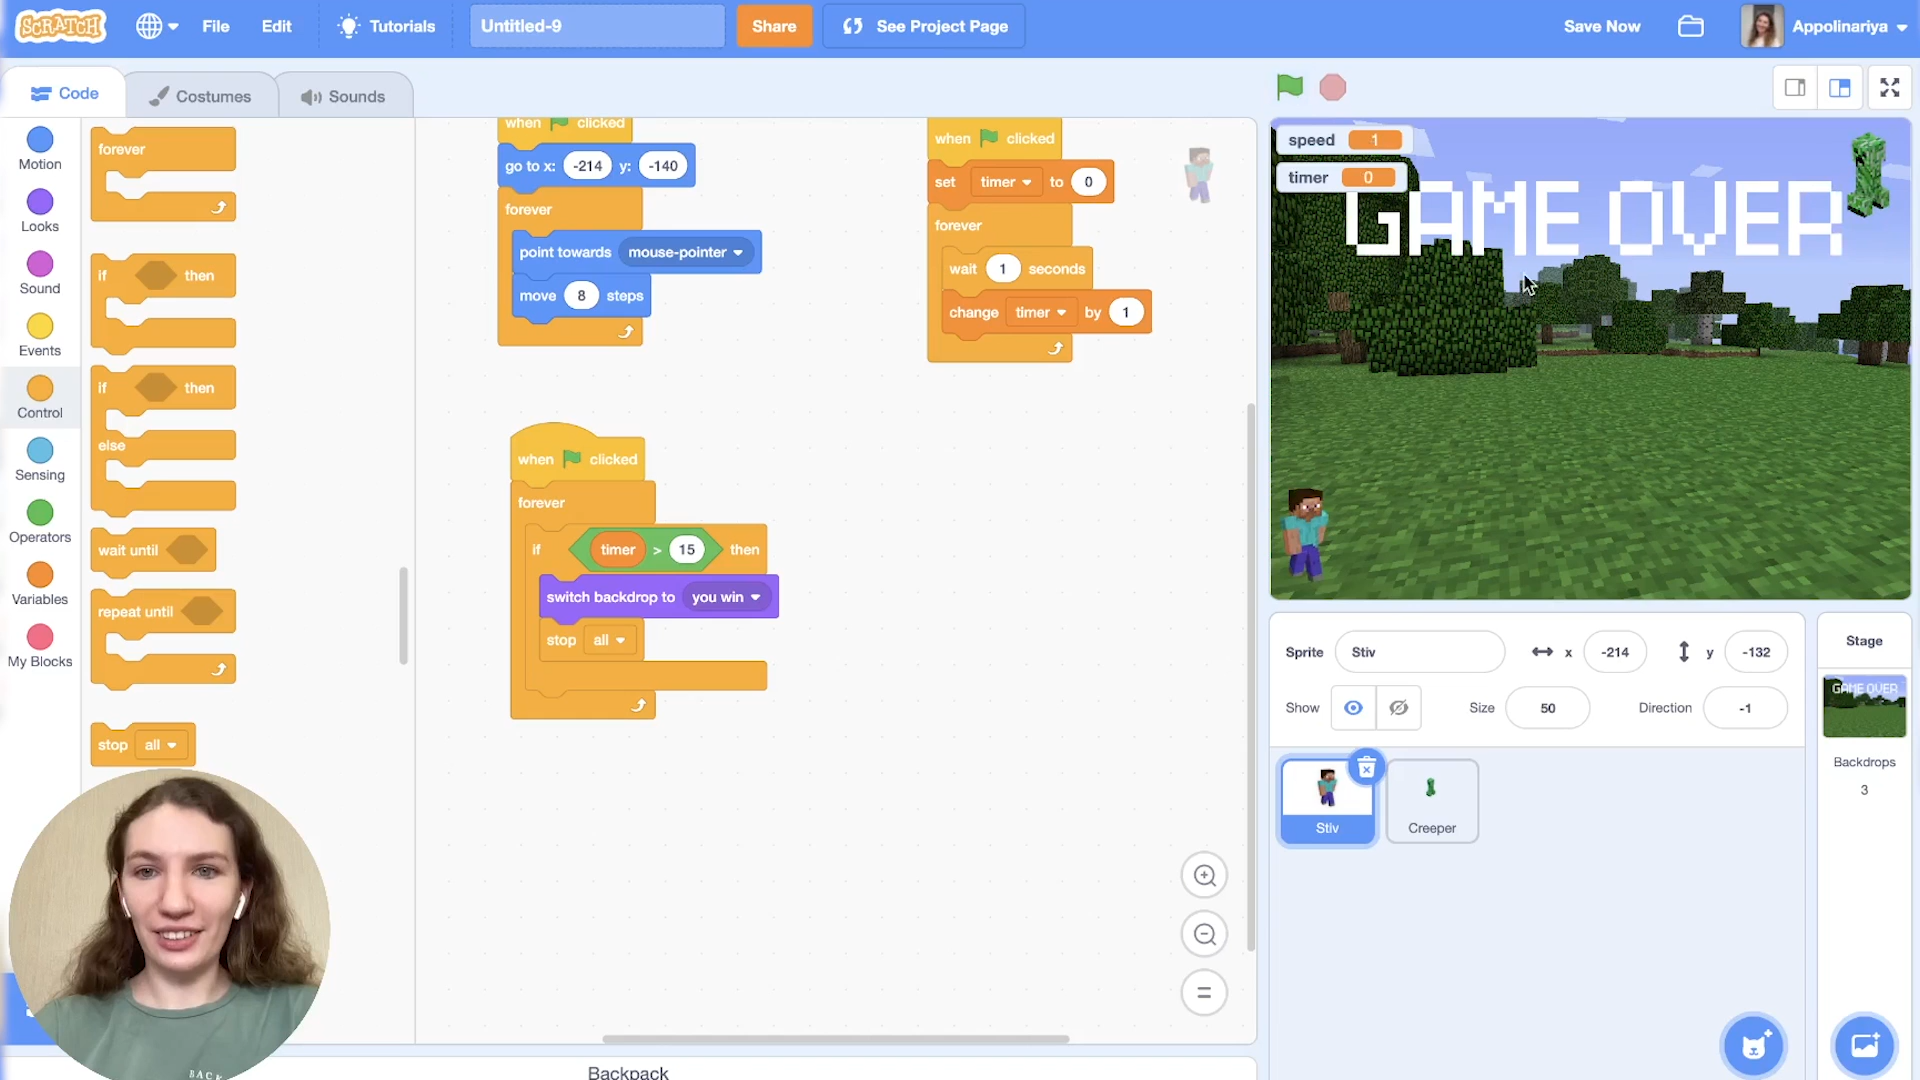 SCRATCH
File
Edit
Tutorials
Untitled-9
Share
See Project Page
Save Now
Appolinariya
Code
Costumes
Sounds
Motion
Looks
Sound
Events
Control
Sensing
Operators
Variables
My Blocks
forever
if then
if then
else
wait until
repeat until
stop all
when clicked
go to x: -214 y: -140
forever
point towards mouse-pointer
move 8 steps
when clicked
set timer to 0
forever
wait 1 seconds
change timer by 1
when clicked
forever
if timer > 15 then
switch backdrop to you win
stop all
Backpack
speed 1
timer 0
GAME OVER
Sprite Stiv x -214 y -132
Show Size 50 Direction -1
Stiv
Creeper
Stage
GAME OVER
Backdrops
3
BACK